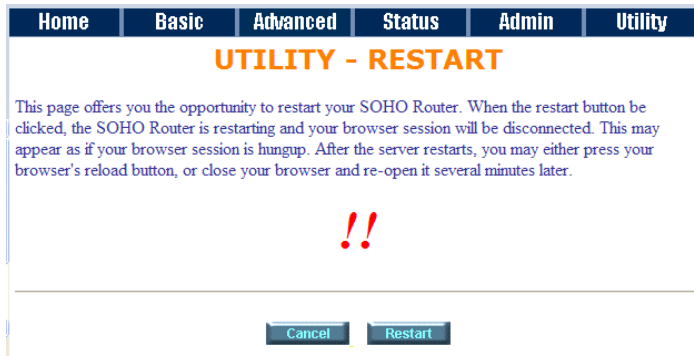 Home Basic Advanced Status Admin Utility
UTILITY - RESTART
This page offers you the opportunity to restart your SOHO Router. When the restart button be
clicked, the SOHO Router is restarting and your browser session will be disconnected. This may
appear as if your browser session is hungup. After the server restarts, you may either press your
browser's reload button, or close your browser and re-open it several minutes later.
!!
Cancel Restart